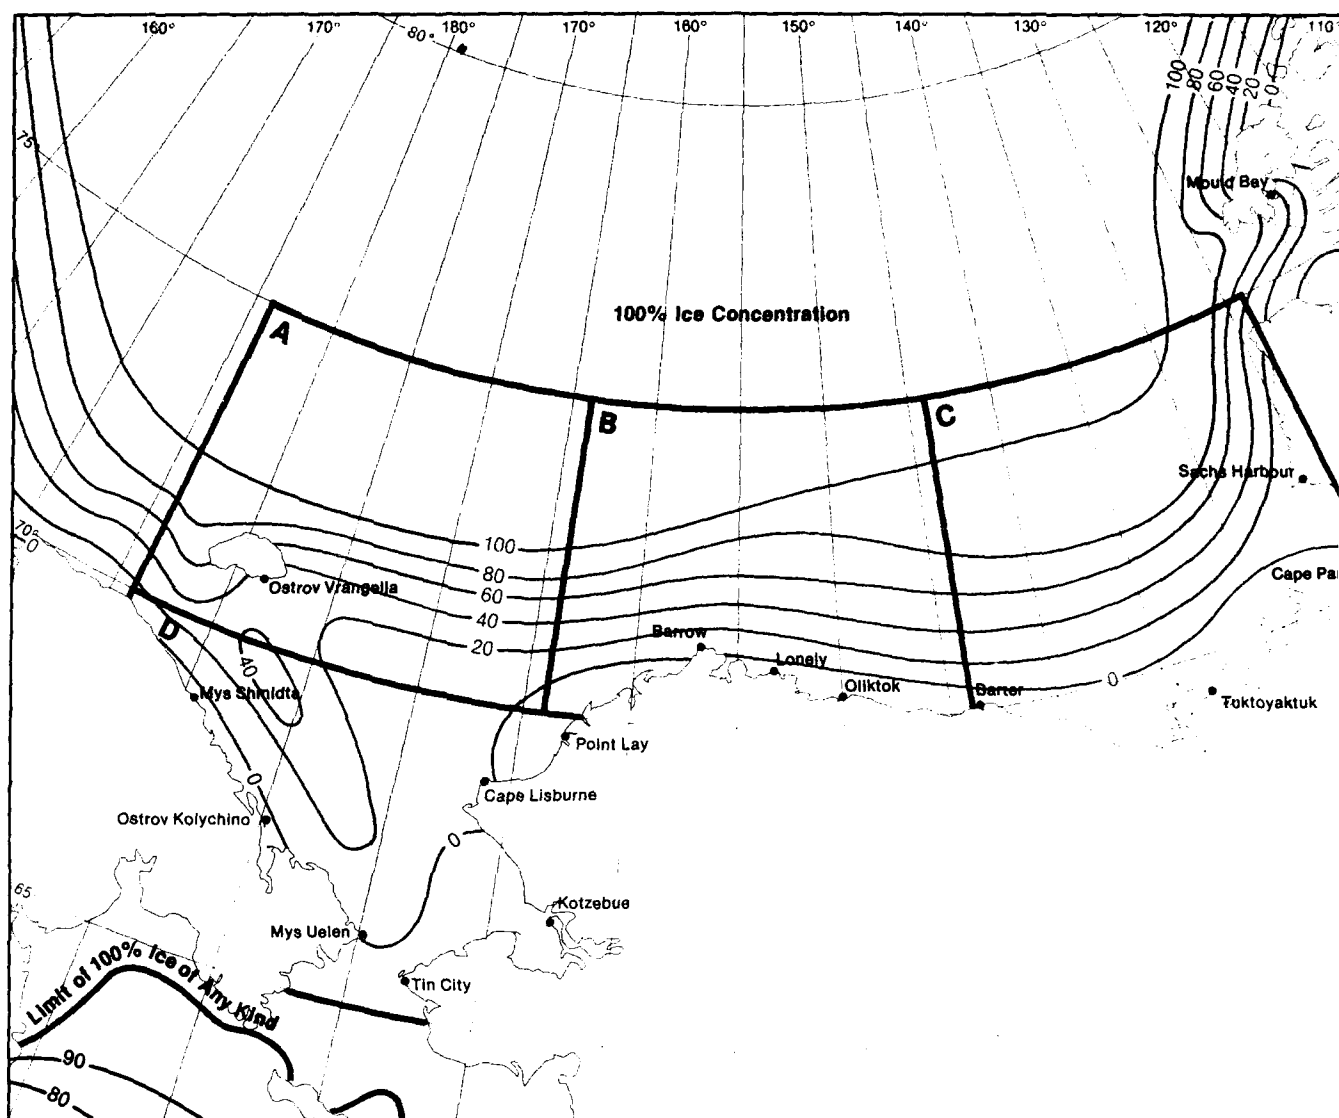 160°
170°
180°
170°
160°
150°
140°
130°
120°
110°
80°
100
80
60
40
20
0
75°
Mould Bay
A
100% Ice Concentration
B
C
Sachs Harbour
70°
0
100
80
60
40
20
Ostrov Vrangelia
Cape Par
D
40
Barrow
Lonely
Oliktok
Barter
0
Tuktoyaktuk
Mys Shmidta
Point Lay
0
Cape Lisburne
Ostrov Kolychino
0
65
Kotzebue
Mys Uelen
Tin City
Limit of 100% Ice of Any Kind
90
80